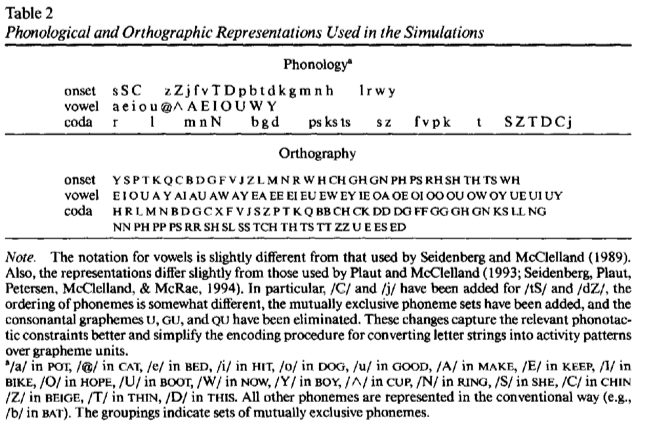 Table 2
Phonological and Orthographic Representations Used in the Simulations
Phonologyᵃ
onset s S C z Z j f v T D p b t d k g m n h l r w y
vowel a e i o u @ ^ A E I O U W Y
coda r l m n N b g d ps ks ts s z f v p k t S Z T D C j
Orthography
onset Y S P T K Q C B D G F V J Z L M N R W H CH GH GN PH PS RH SH TH TS WH
vowel E I O U A Y AI AU AW AY EA EE EI EU EW EY IE OA OE OI OO OU OW OY UE UI UY
coda H R L M N B D G C X F V J S Z P T K Q BB CH CK DD DG FF GG GH GN KS LL NG
NN PH PP PS RR SH SL SS TCH TH TS TT ZZ U E ES ED
Note. The notation for vowels is slightly different from that used by Seidenberg and McClelland (1989).
Also, the representations differ slightly from those used by Plaut and McClelland (1993; Seidenberg, Plaut,
Petersen, McClelland, & McRae, 1994). In particular, /C/ and /j/ have been added for /tS/ and /dZ/, the
ordering of phonemes is somewhat different, the mutually exclusive phoneme sets have been added, and the
consonantal graphemes U, GU, and QU have been eliminated. These changes capture the relevant phonotac-
tic constraints better and simplify the encoding procedure for converting letter strings into activity patterns
over grapheme units.
ᵃ /a/ in POT, /@/ in CAT, /e/ in BED, /i/ in HIT, /o/ in DOG, /u/ in GOOD, /A/ in MAKE, /E/ in KEEP, /I/ in
BIKE, /O/ in HOPE, /U/ in BOOT, /W/ in NOW, /Y/ in BOY, /^/ in CUP, /N/ in RING, /S/ in SHE, /C/ in CHIN
/Z/ in BEIGE, /T/ in THIN, /D/ in THIS. All other phonemes are represented in the conventional way (e.g.,
/b/ in BAT). The groupings indicate sets of mutually exclusive phonemes.